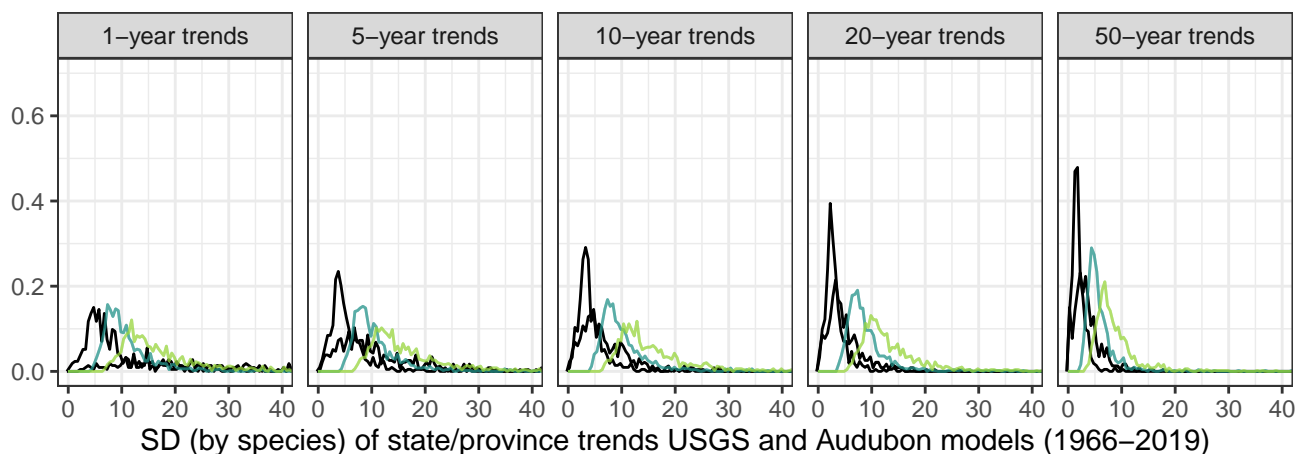 1−year trends 5−year trends 10−year trends 20−year trends 50−year trends
0.6
0.4
0.2
0.0
0 10 20 30 40 0 10 20 30 40 0 10 20 30 40 0 10 20 30 40 0 10 20 30 40
SD (by species) of state/province trends USGS and Audubon models (1966−2019)